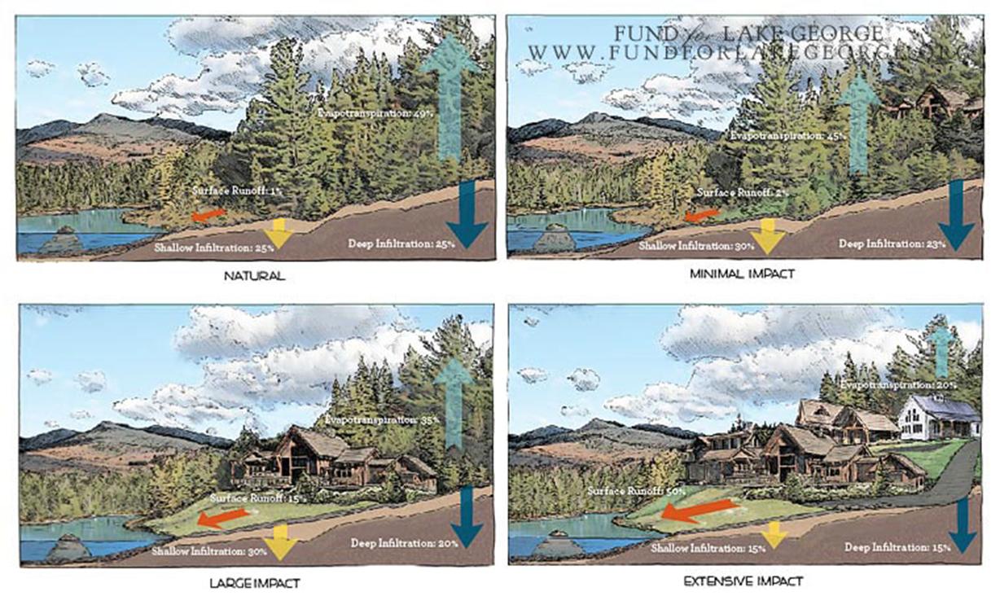 FUND for LAKE GEORGE
WWW.FUNDFORLAKEGEORGE.ORG
Evapotranspiration: 49%
Surface Runoff: 1%
Shallow Infiltration: 25%
Deep Infiltration: 25%
NATURAL
Evapotranspiration: 45%
Surface Runoff: 2%
Shallow Infiltration: 30%
Deep Infiltration: 23%
MINIMAL IMPACT
Evapotranspiration: 35%
Surface Runoff: 15%
Shallow Infiltration: 30%
Deep Infiltration: 20%
LARGE IMPACT
Evapotranspiration: 20%
Surface Runoff: 50%
Shallow Infiltration: 15%
Deep Infiltration: 15%
EXTENSIVE IMPACT